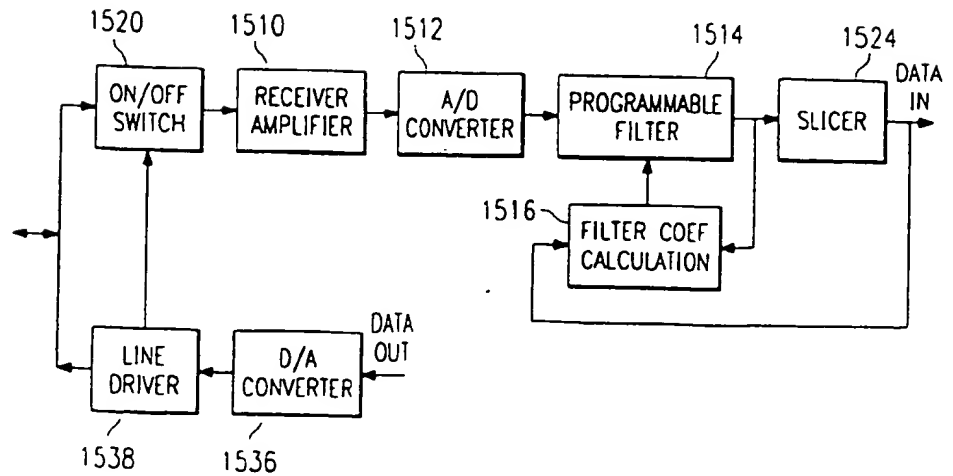 1520
1510
1512
1514
1524
ON/OFF
SWITCH
RECEIVER
AMPLIFIER
A/D
CONVERTER
PROGRAMMABLE
FILTER
SLICER
DATA
IN
1516
FILTER COEF
CALCULATION
LINE
DRIVER
D/A
CONVERTER
DATA
OUT
1538
1536